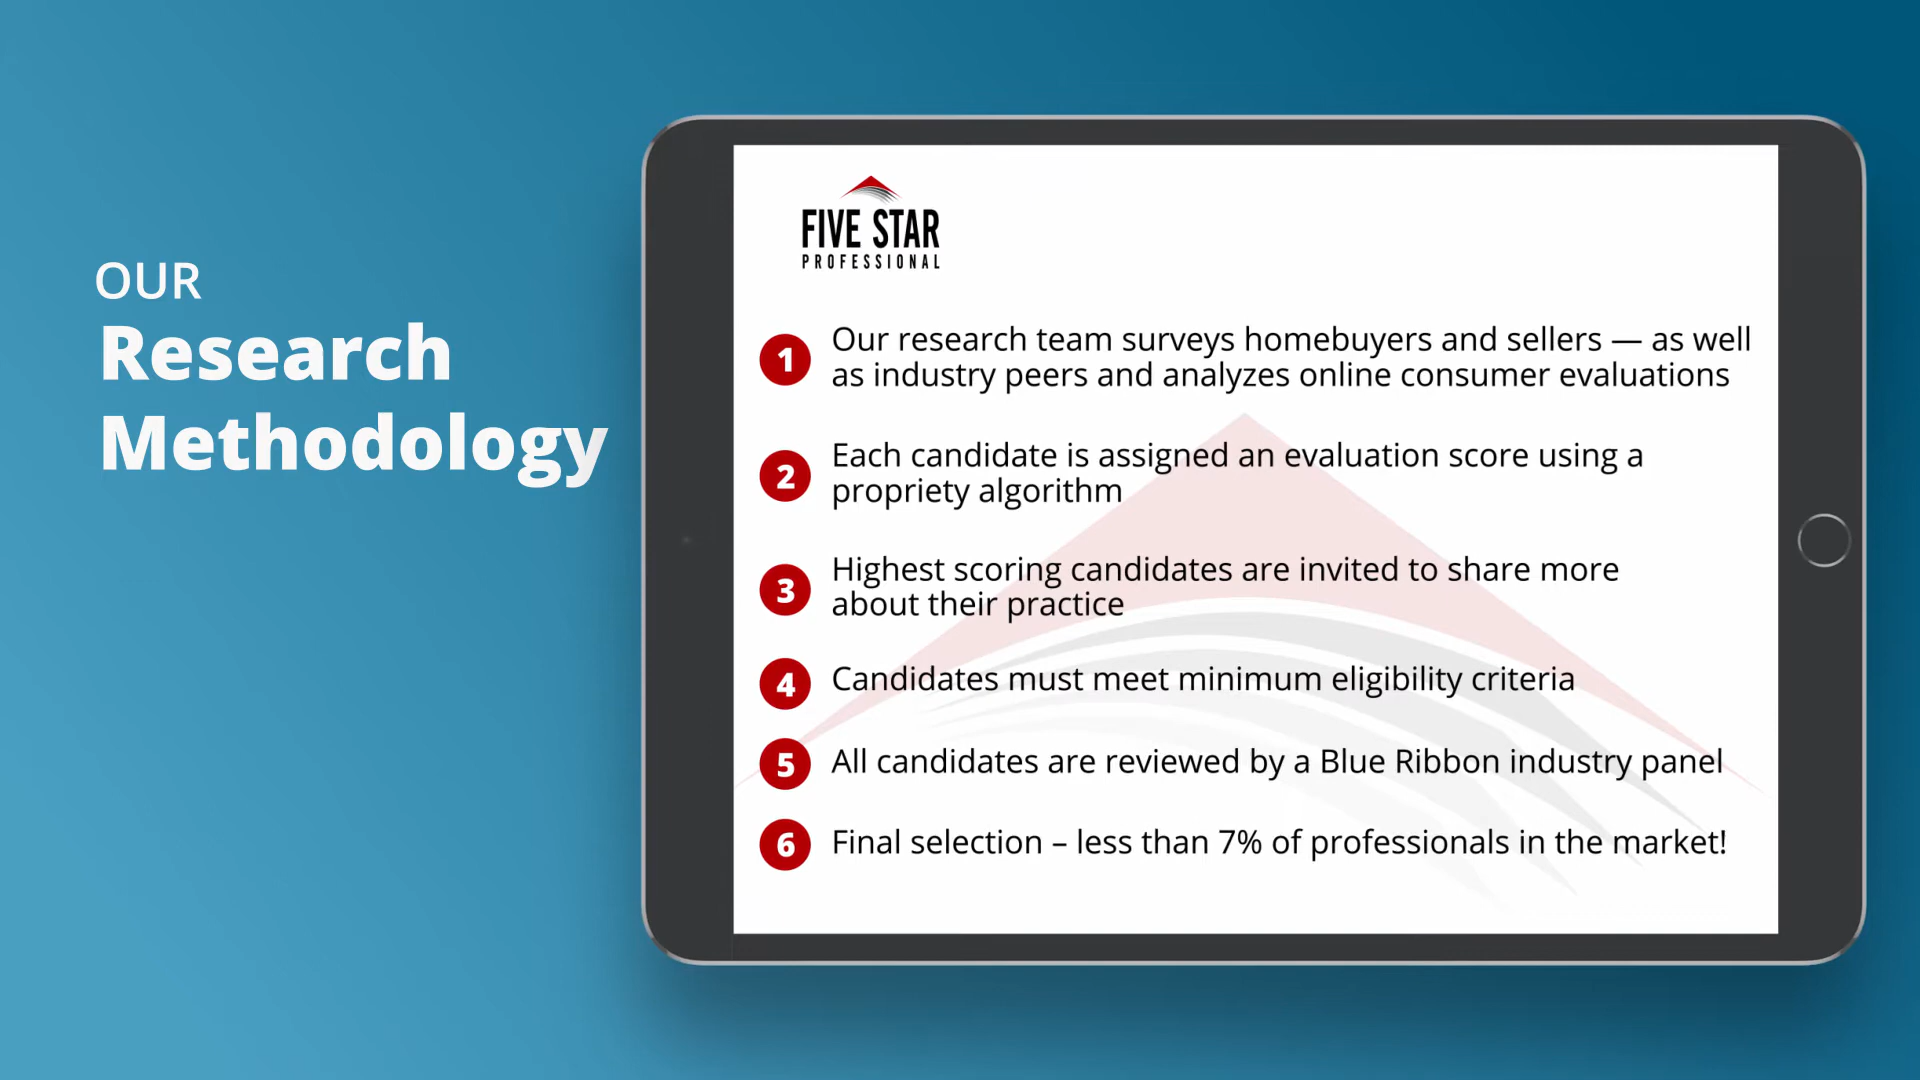 OUR
Research
Methodology
FIVE STAR
PROFESSIONAL
1 Our research team surveys homebuyers and sellers — as well
as industry peers and analyzes online consumer evaluations
2 Each candidate is assigned an evaluation score using a
propriety algorithm
3 Highest scoring candidates are invited to share more
about their practice
4 Candidates must meet minimum eligibility criteria
5 All candidates are reviewed by a Blue Ribbon industry panel
6 Final selection – less than 7% of professionals in the market!